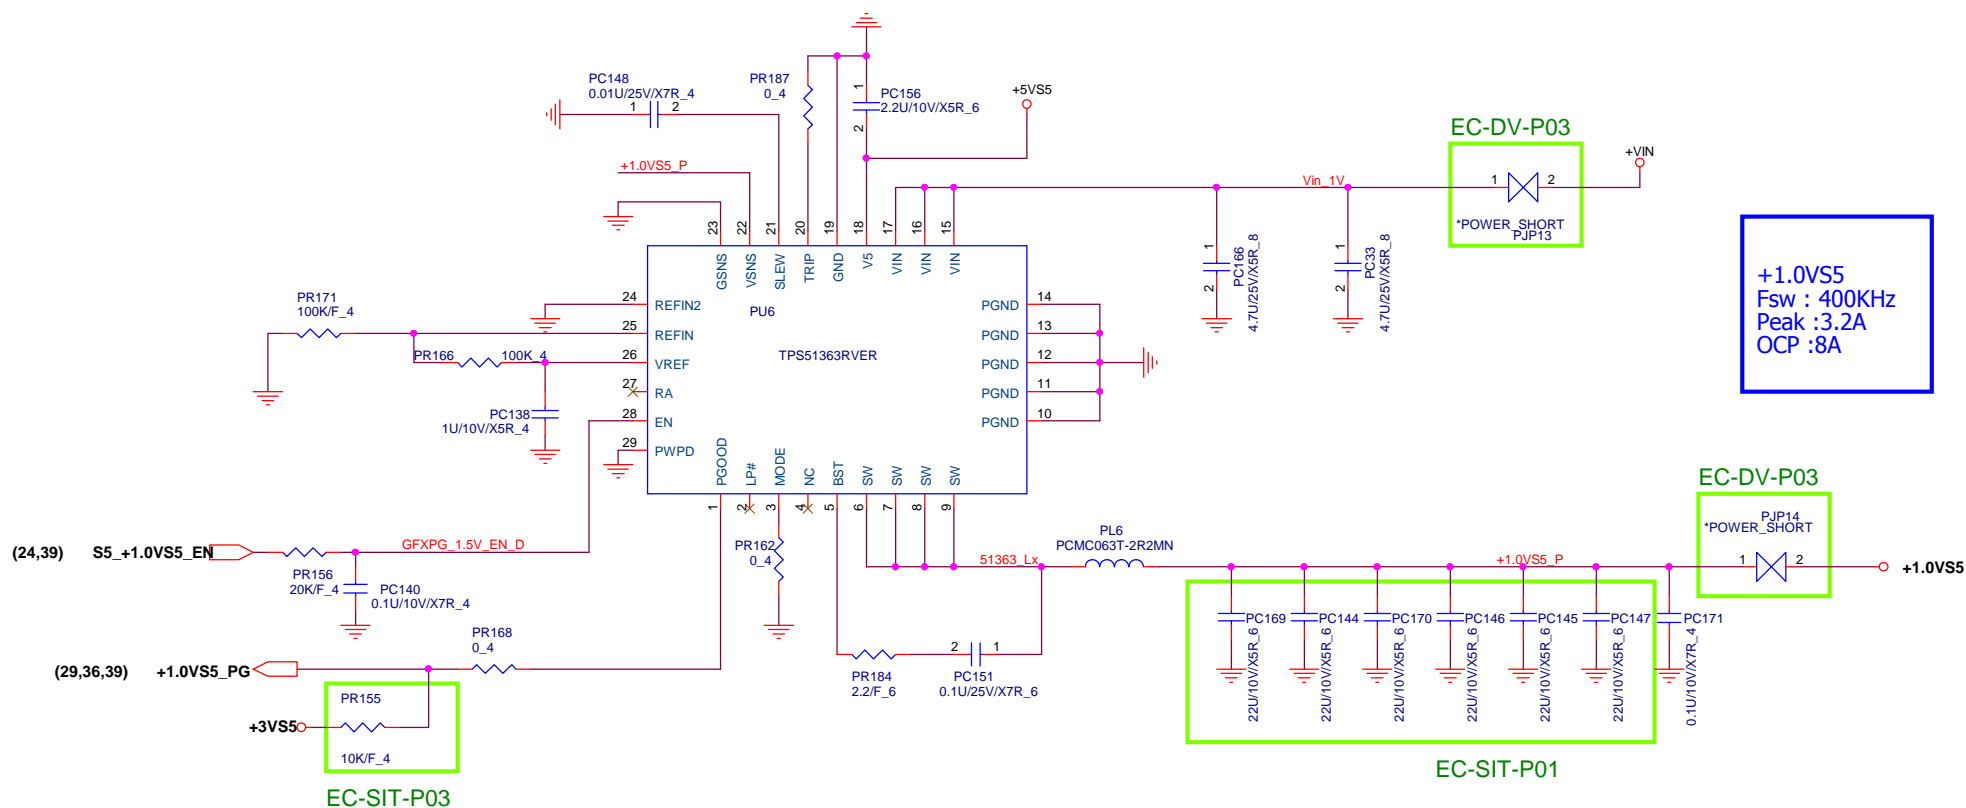 PC148
0.01U/25V/X7R_4
1
2
PR187
0_4
1
PC156
2.2U/10V/X5R_6
2
+5VS5
EC-DV-P03
+VIN
1
2
*POWER_SHORT
PJP13
Vin_1V
+1.0VS5_P
23
22
21
20
19
18
17
16
15
GSNS
VSNS
SLEW
TRIP
GND
V5
VIN
VIN
VIN
1
PC166
2
4.7U/25V/X5R_8
1
PC33
2
4.7U/25V/X5R_8
+1.0VS5
Fsw : 400KHz
Peak :3.2A
OCP :8A
PR171
100K/F_4
24
REFIN2
25
REFIN
PR166
100K_4
26
VREF
27
RA
PC138
1U/10V/X5R_4
28
EN
29
PWPD
PU6
TPS51363RVER
PGND
14
PGND
13
PGND
12
PGND
11
PGND
10
PGOOD
LP#
MODE
NC
BST
SW
SW
SW
SW
1
2
3
4
5
6
7
8
9
(24,39)
S5_+1.0VS5_EN
GFXPG_1.5V_EN_D
PR156
20K/F_4
PC140
0.1U/10V/X7R_4
PR162
0_4
51363_Lx
PL6
PCMC063T-2R2MN
+1.0VS5_P
EC-DV-P03
PJP14
*POWER_SHORT
1
2
+1.0VS5
PR168
0_4
(29,36,39)
+1.0VS5_PG
PR155
+3VS5
10K/F_4
EC-SIT-P03
PR184
2.2/F_6
2
1
PC151
0.1U/25V/X7R_6
PC169
22U/10V/X5R_6
PC144
22U/10V/X5R_6
PC170
22U/10V/X5R_6
PC146
22U/10V/X5R_6
PC145
22U/10V/X5R_6
PC147
22U/10V/X5R_6
PC171
0.1U/10V/X7R_4
EC-SIT-P01